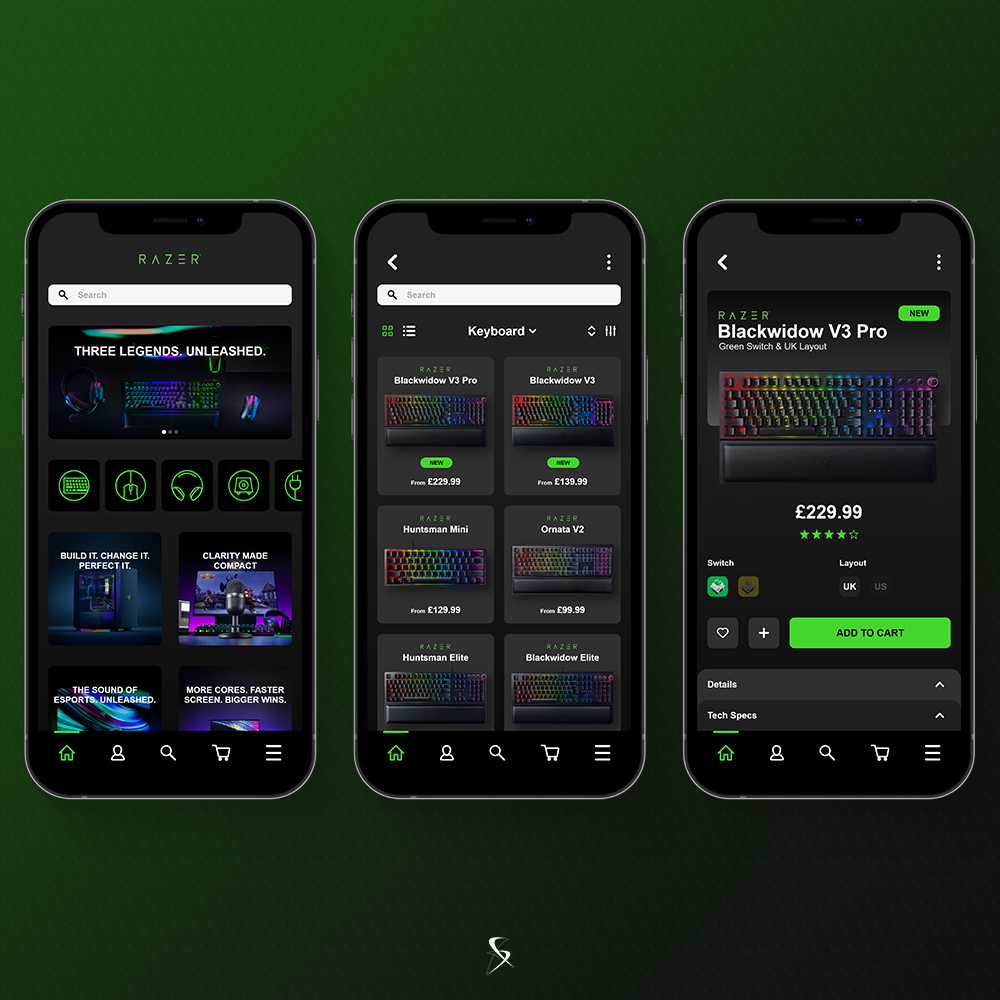 RAZER
Search
THREE LEGENDS. UNLEASHED.
BUILD IT. CHANGE IT.
PERFECT IT.
CLARITY MADE
COMPACT
THE SOUND OF
ESPORTS. UNLEASHED.
MORE CORES. FASTER
SCREEN. BIGGER WINS.
Search
Keyboard
RAZER
Blackwidow V3 Pro
NEW
From £229.99
RAZER
Blackwidow V3
NEW
From £139.99
RAZER
Huntsman Mini
From £129.99
RAZER
Ornata V2
From £99.99
RAZER
Huntsman Elite
RAZER
Blackwidow Elite
RAZER
NEW
Blackwidow V3 Pro
Green Switch & UK Layout
£229.99
Switch
Layout
UK
US
ADD TO CART
Details
Tech Specs